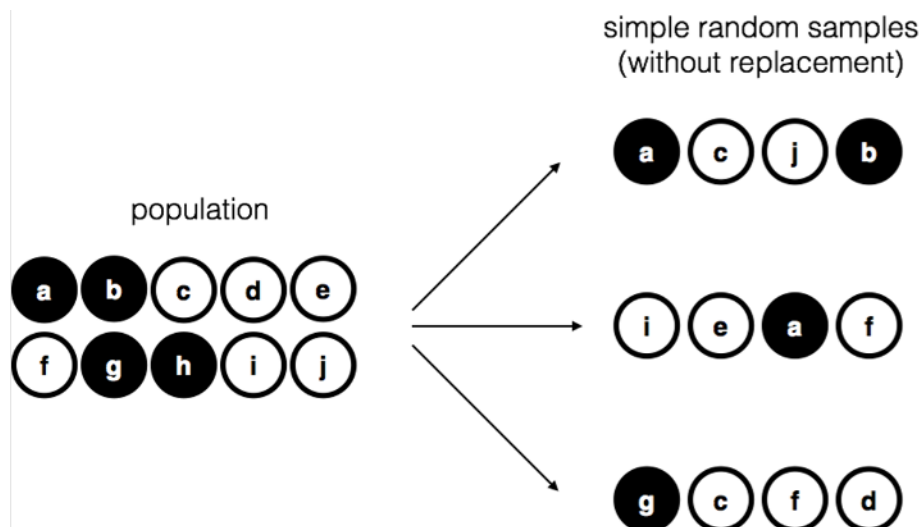 simple random samples
(without replacement)
a c j b
population
a b c d e
i e a f
f g h i j
g c f d